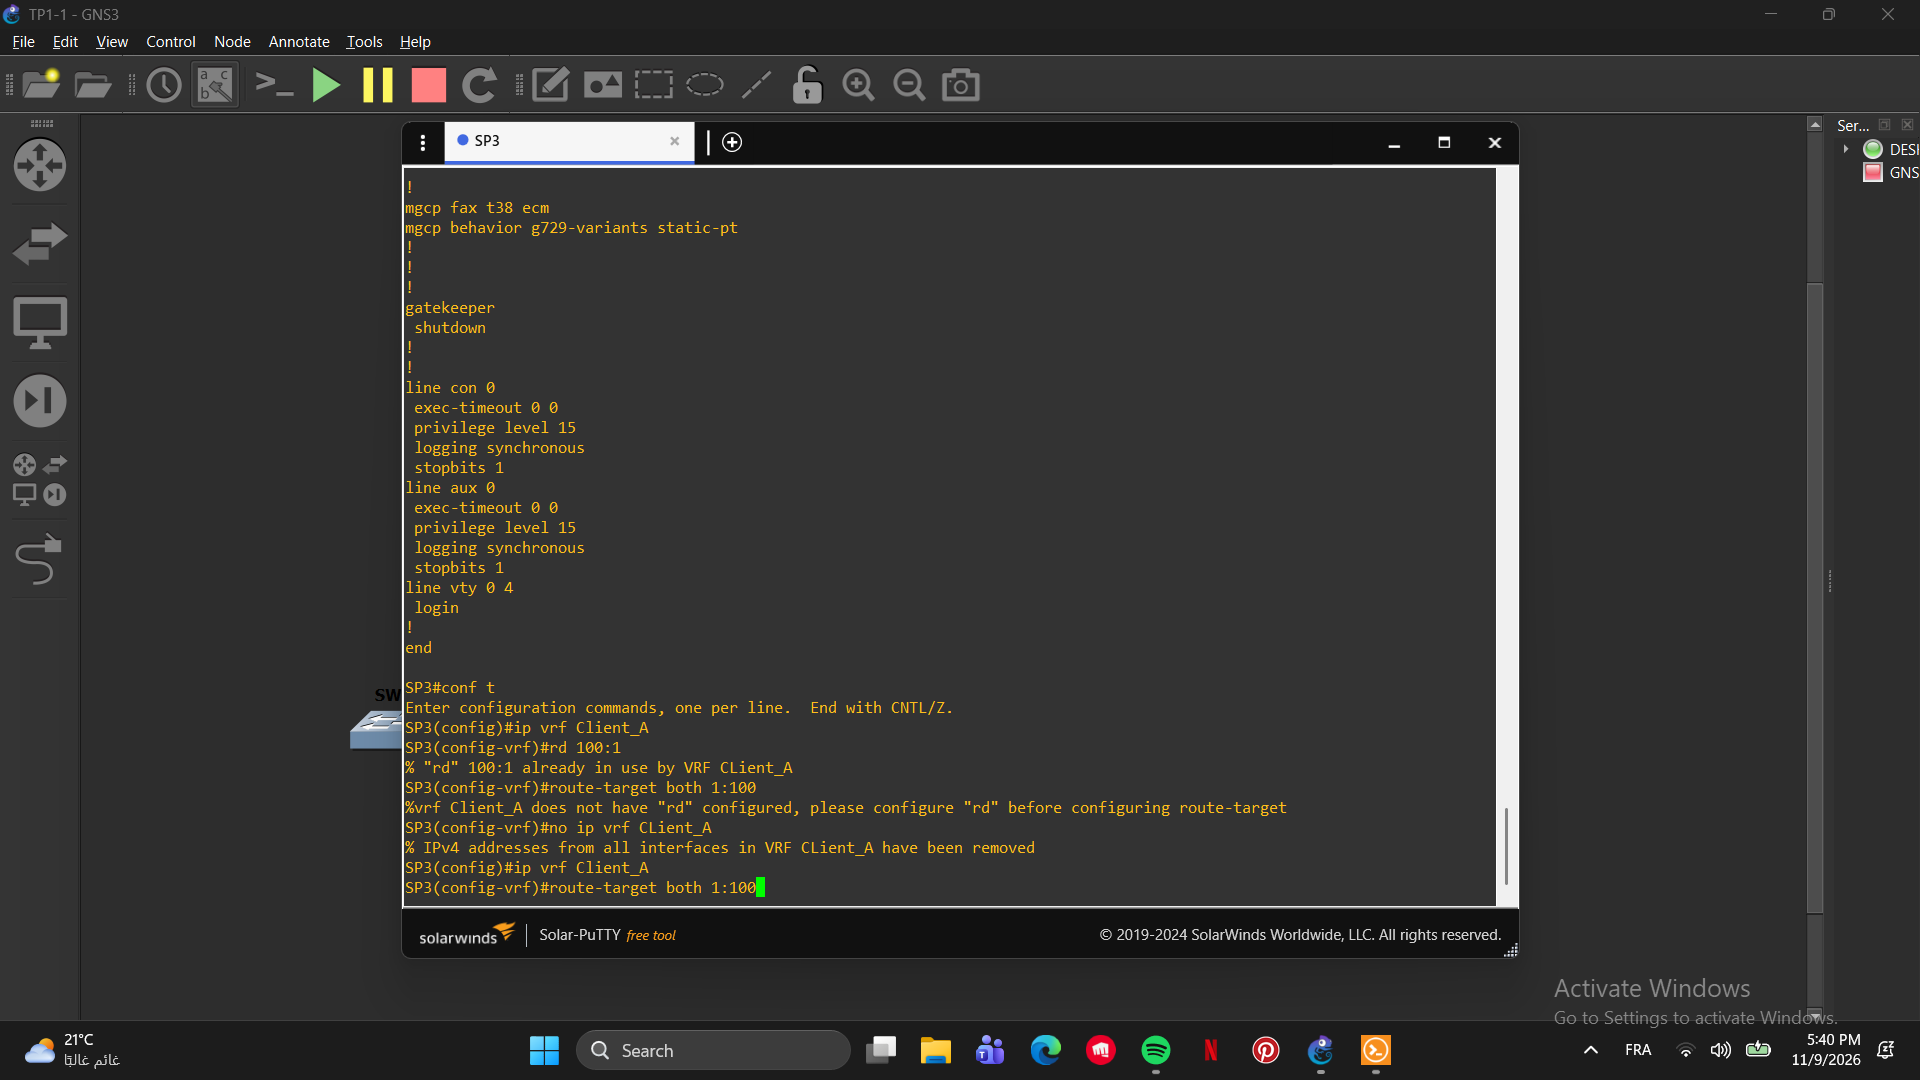 TP1-1 - GNS3
File Edit View Control Node Annotate Tools Help
a c
b
SP3
Ser...
DESH
GNS
!
mgcp fax t38 ecm
mgcp behavior g729-variants static-pt
!
!
!
gatekeeper
shutdown
!
!
line con 0
exec-timeout 0 0
privilege level 15
logging synchronous
stopbits 1
line aux 0
exec-timeout 0 0
privilege level 15
logging synchronous
stopbits 1
line vty 0 4
login
!
end
SP3#conf t
Enter configuration commands, one per line.  End with CNTL/Z.
SP3(config)#ip vrf Client_A
SP3(config-vrf)#rd 100:1
% "rd" 100:1 already in use by VRF CLient_A
SP3(config-vrf)#route-target both 1:100
%vrf Client_A does not have "rd" configured, please configure "rd" before configuring route-target
SP3(config-vrf)#no ip vrf CLient_A
% IPv4 addresses from all interfaces in VRF CLient_A have been removed
SP3(config)#ip vrf Client_A
SP3(config-vrf)#route-target both 1:100
SW
solarwinds
Solar-PuTTY free tool
© 2019-2024 SolarWinds Worldwide, LLC. All rights reserved.
Activate Windows
Go to Settings to activate Windows.
21°C
غائم غالبًا
Search
FRA
5:40 PM
11/9/2026